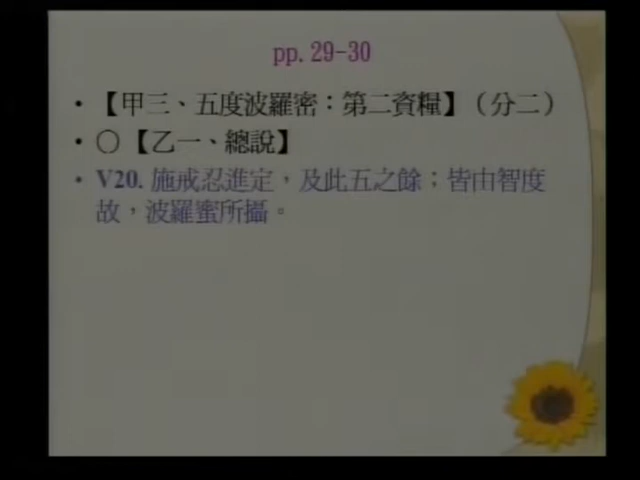 pp. 29-30
• 【甲三、五度波羅密：第二資糧】（分二）
• ○【乙一、總說】
• V20. 施戒忍進定，及此五之餘；皆由智度
故，波羅蜜所攝。